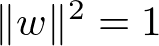 ‖w‖² = 1